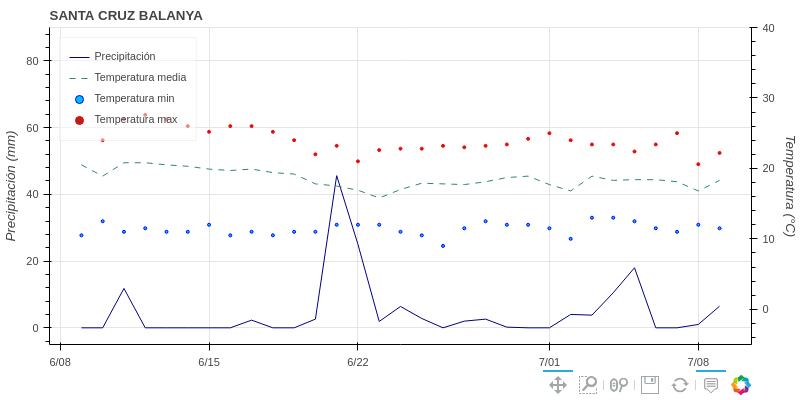 SANTA CRUZ BALANYA
Precipitación
Temperatura media
Temperatura min
Temperatura max
Precipitación (mm)
80
60
40
20
0
Temperatura (°C)
40
30
20
10
0
6/08
6/15
6/22
7/01
7/08